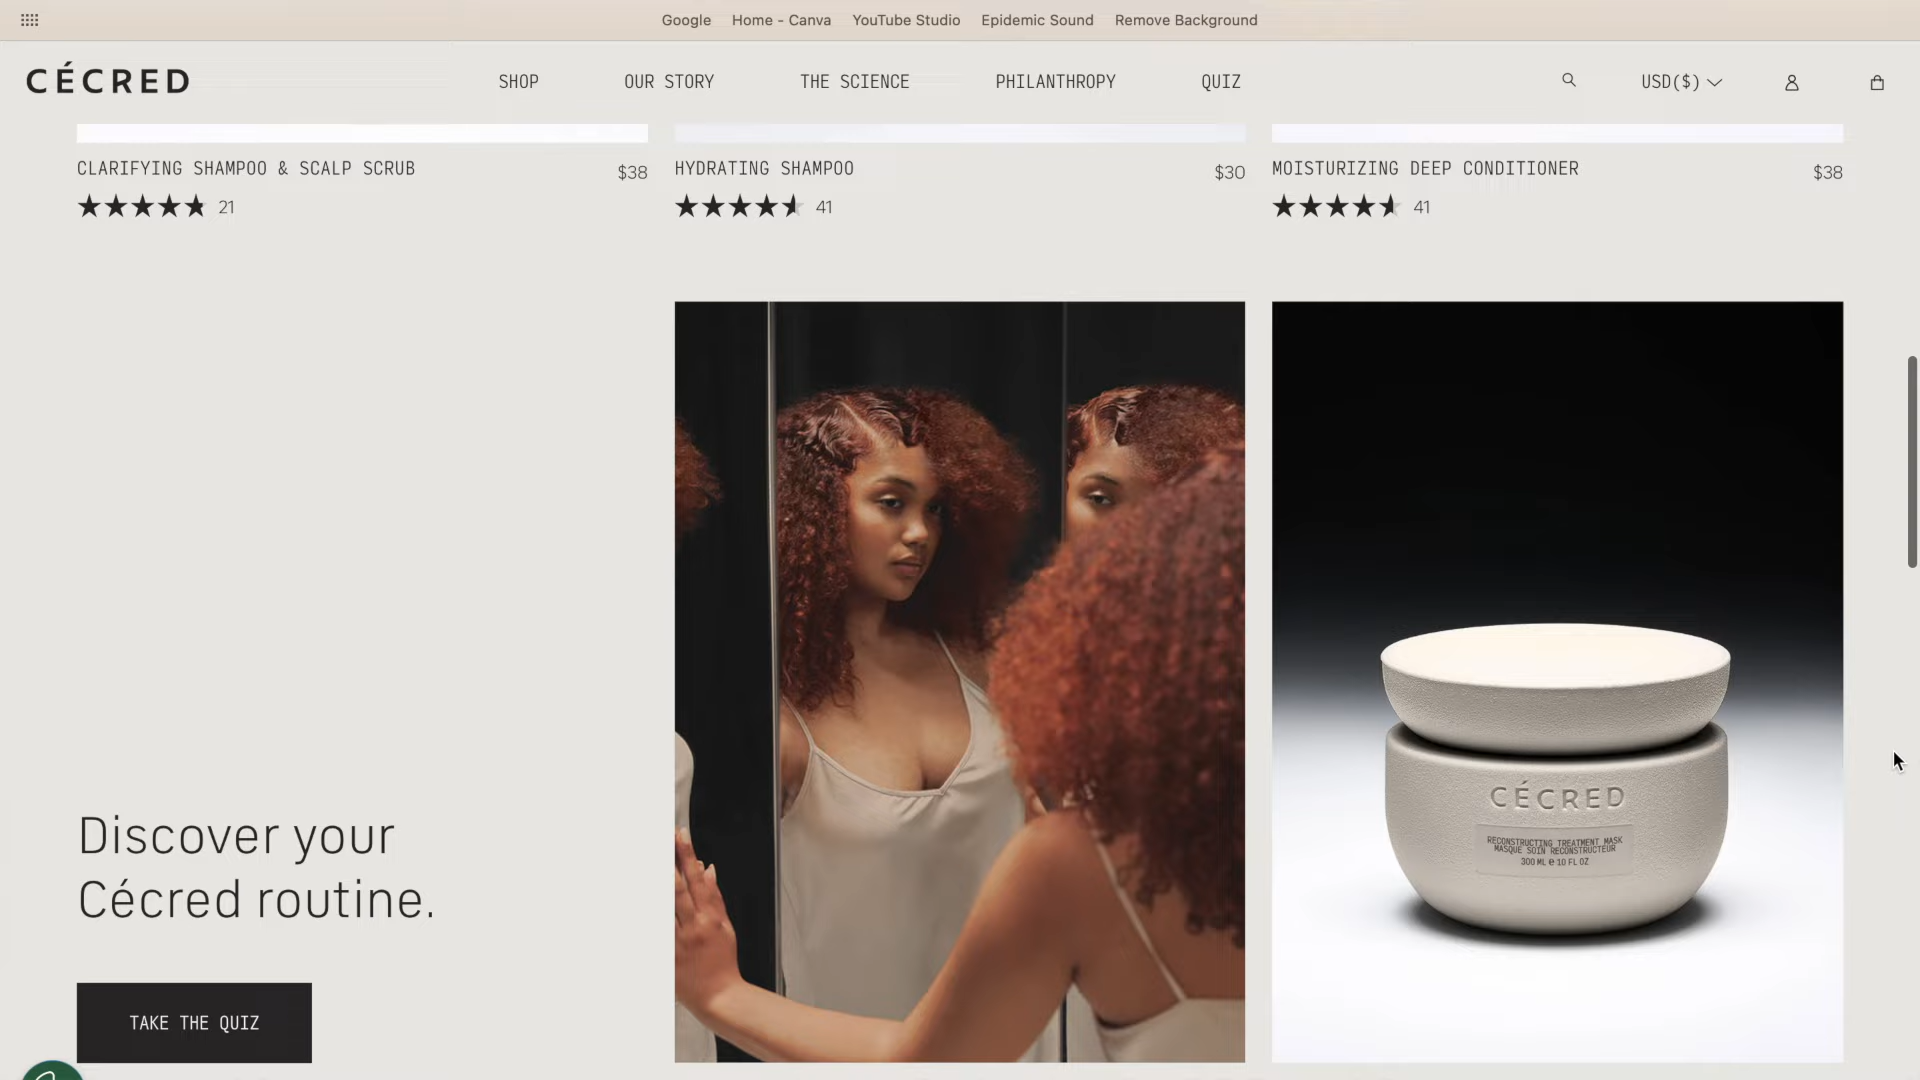 Google
Home - Canva
YouTube Studio
Epidemic Sound
Remove Background
CÉCRED
SHOP
OUR STORY
THE SCIENCE
PHILANTHROPY
QUIZ
USD($)
CLARIFYING SHAMPOO & SCALP SCRUB
$38
21
HYDRATING SHAMPOO
$30
41
MOISTURIZING DEEP CONDITIONER
$38
41
Discover your
Cécred routine.
TAKE THE QUIZ
CÉCRED
RECONSTRUCTING TREATMENT MASK
MASQUE SOIN RECONSTRUCTEUR
300 ML e 10 FL OZ